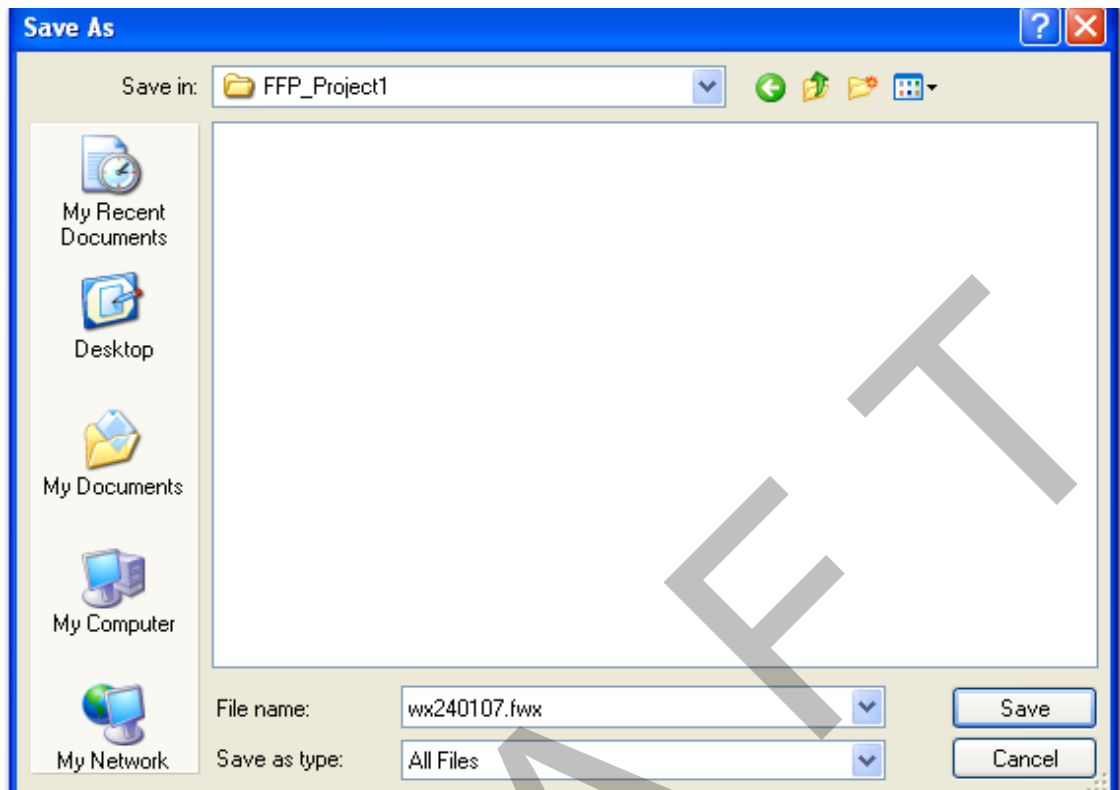 Save As
Save in: FFP_Project1
My Recent
Documents
Desktop
My Documents
My Computer
My Network
File name: wx240107.fwx Save
Save as type: All Files Cancel
A F T